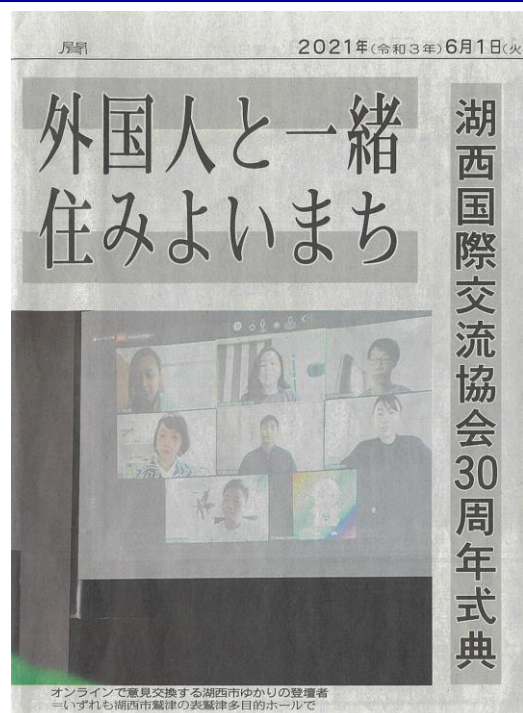 2021年(令和3年)6月1日(火
湖西国際交流協会30周年式典
外国人と一緒
住みよいまち
オンラインで意見交換する湖西市ゆかりの登壇者
=いずれも湖西市鷲津の表鷲津多目的ホールで